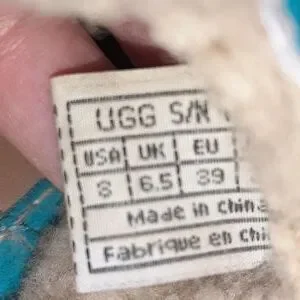 UGG S/N
USA UK EU
8 6.5 39
Made in China
Fabrique en Chi